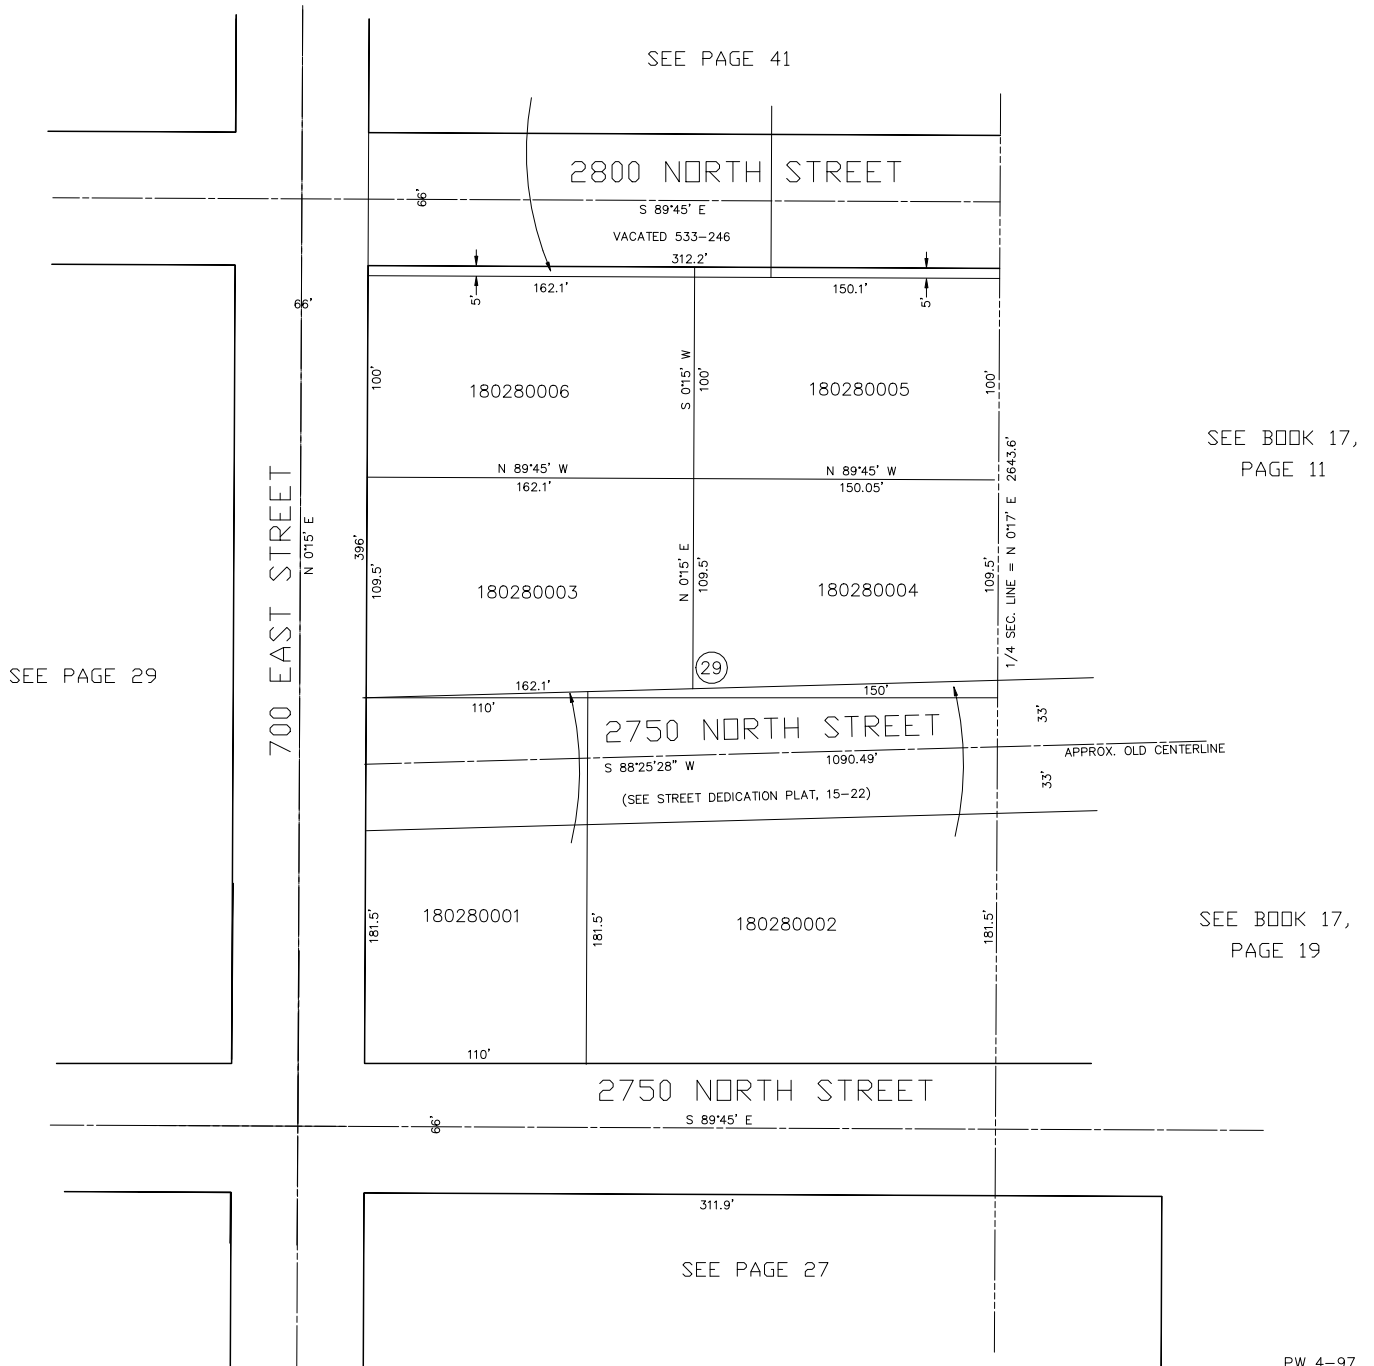 SEE PAGE 41
2800 NORTH STREET
66'
S 89°45' E
VACATED 533-246
312.2'
162.1'
5'
150.1'
5'
66'
100'
180280006
S 0°15' W
100'
180280005
100'
SEE BOOK 17,
PAGE 11
N 89°45' W
162.1'
N 89°45' W
150.05'
1/4 SEC. LINE = N 0°17' E 2643.6'
700 EAST STREET
N 0°15' E
396'
109.5'
180280003
N 0°15' E
109.5'
180280004
109.5'
SEE PAGE 29
29
162.1'
150'
110'
2750 NORTH STREET
33'
APPROX. OLD CENTERLINE
S 88°25'28" W
1090.49'
33'
(SEE STREET DEDICATION PLAT, 15-22)
181.5'
180280001
181.5'
180280002
181.5'
SEE BOOK 17,
PAGE 19
110'
2750 NORTH STREET
66'
S 89°45' E
311.9'
SEE PAGE 27
PW 4-97